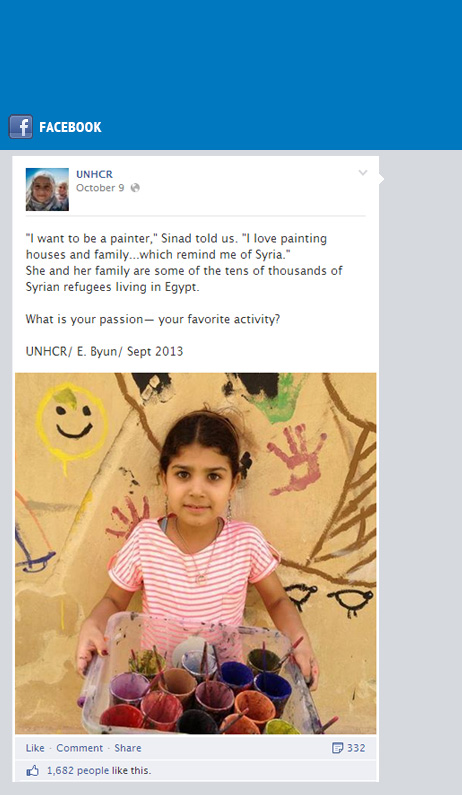 FACEBOOK
UNHCR
October 9
"I want to be a painter," Sinad told us. "I love painting
houses and family...which remind me of Syria."
She and her family are some of the tens of thousands of
Syrian refugees living in Egypt.
What is your passion— your favorite activity?
UNHCR/ E. Byun/ Sept 2013
Like · Comment · Share 332
1,682 people like this.